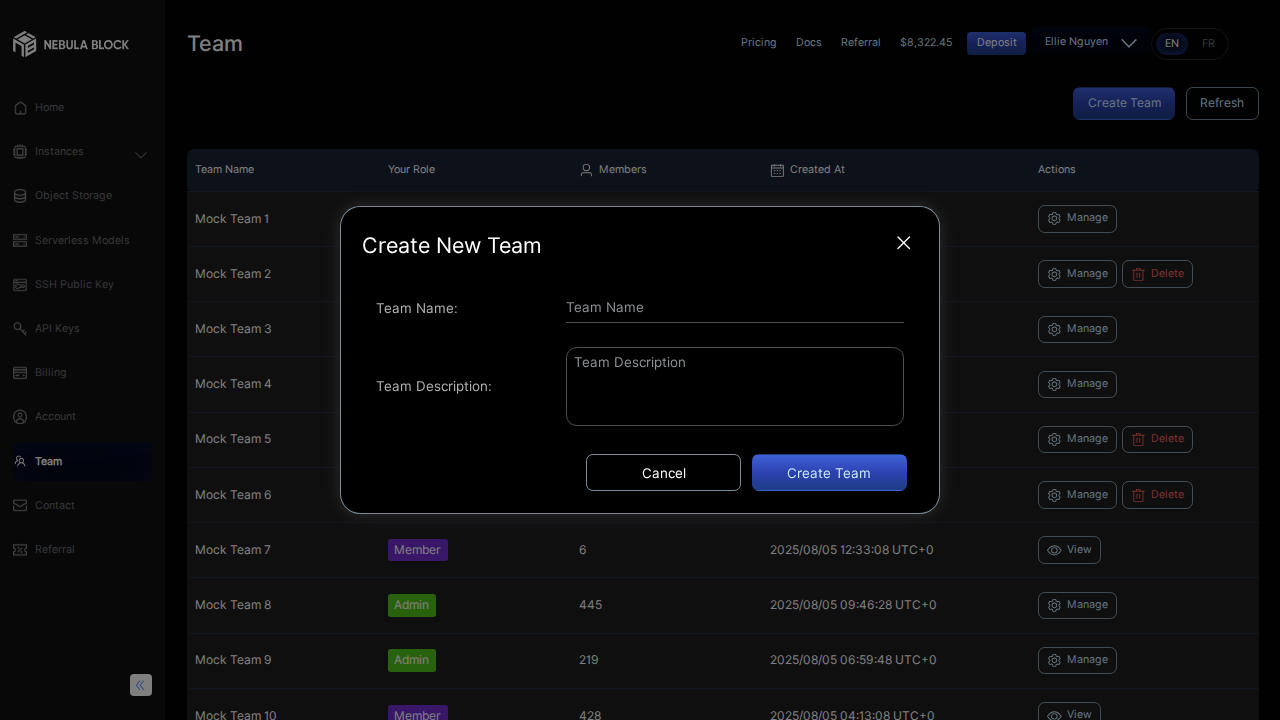 NEBULA BLOCK
Team
Pricing
Docs
Referral
$8,322.45
Deposit
Ellie Nguyen
EN
FR
Home
Instances
Object Storage
Serverless Models
SSH Public Key
API Keys
Billing
Account
Team
Contact
Referral
Create Team
Refresh
Team Name
Your Role
Members
Created At
Actions
Mock Team 1
Manage
Mock Team 2
Manage
Delete
Mock Team 3
Manage
Mock Team 4
Manage
Mock Team 5
Manage
Delete
Mock Team 6
Manage
Delete
Mock Team 7
Member
6
2025/08/05 12:33:08 UTC+0
View
Mock Team 8
Admin
445
2025/08/05 09:46:28 UTC+0
Manage
Mock Team 9
Admin
219
2025/08/05 06:59:48 UTC+0
Manage
Mock Team 10
Member
428
2025/08/05 04:13:08 UTC+0
View
Create New Team
Team Name:
Team Name
Team Description:
Team Description
Cancel
Create Team